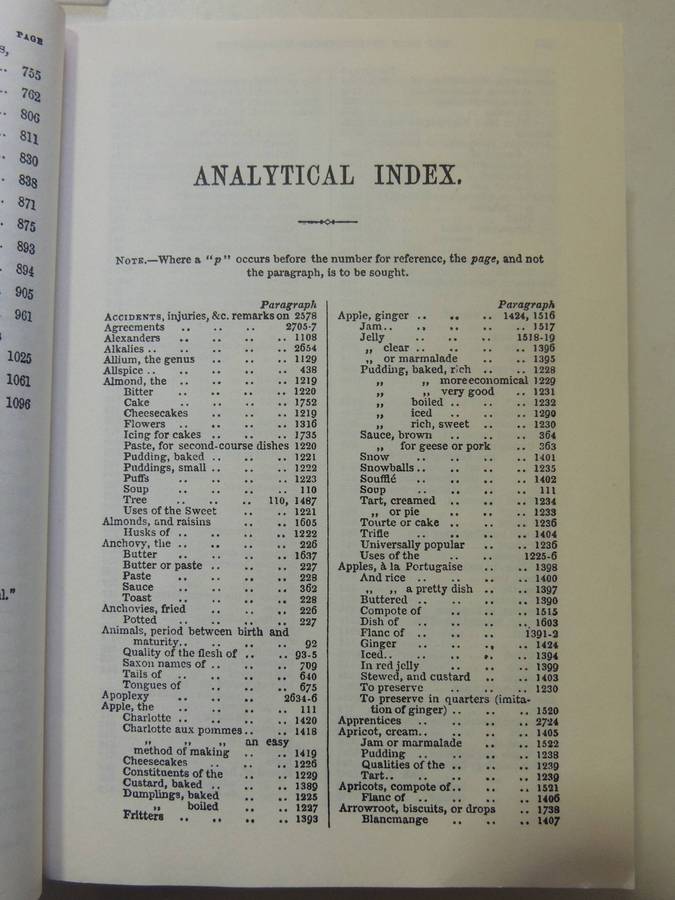 PAGE
s,
755
762
806
811
830
838
871
875
893
894
905
961
1025
1061
1096
l."
ANALYTICAL INDEX.
NOTE.—Where a "p" occurs before the number for reference, the page, and not
the paragraph, is to be sought.
Paragraph
ACCIDENTS, injuries, &c. remarks on 2578
Agreements .. .. .. 2705-7
Alexanders .. .. .. .. 1108
Alkalies .. .. .. .. .. 2654
Allium, the genus .. .. .. 1129
Allspice .. .. .. .. .. 438
Almond, the .. .. .. .. 1219
Bitter .. .. .. .. 1220
Cake .. .. .. .. 1752
Cheesecakes .. .. .. 1219
Flowers .. .. .. .. 1316
Icing for cakes .. .. .. 1735
Paste, for second-course dishes 1220
Pudding, baked .. .. .. 1221
Puddings, small .. .. .. 1222
Puffs .. .. .. .. 1223
Soup .. .. .. .. 110
Tree .. .. .. 110, 1487
Uses of the Sweet .. .. 1221
Almonds, and raisins .. .. 1605
Husks of .. .. .. .. 1222
Anchovy, the .. .. .. .. 226
Butter .. .. .. .. 1637
Butter or paste .. .. .. 227
Paste .. .. .. .. 228
Sauce .. .. .. .. 362
Toast .. .. .. .. 228
Anchovies, fried .. .. .. 226
Potted .. .. .. .. 227
Animals, period between birth and
maturity.. .. .. .. 92
Quality of the flesh of .. .. 93-5
Saxon names of .. .. .. 709
Tails of .. .. .. .. 640
Tongues of .. .. .. 675
Apoplexy .. .. .. .. 2634-6
Apple, the .. .. .. .. 111
Charlotte .. .. .. .. 1420
Charlotte aux pommes .. .. 1418
„ „ „ an easy
method of making .. .. 1419
Cheesecakes .. .. .. 1226
Constituents of the .. .. 1229
Custard, baked .. .. .. 1389
Dumplings, baked .. .. 1225
„ boiled .. .. 1227
Fritters .. .. .. .. 1393
Paragraph
Apple, ginger .. .. .. 1424, 1516
Jam.. .. .. .. .. 1517
Jelly .. .. .. 1518-19
„ clear .. .. .. .. 1396
„ or marmalade .. .. 1395
Pudding, baked, rich .. .. 1228
„ „ more economical 1229
„ „ very good .. 1231
„ boiled .. .. .. 1232
„ iced .. .. .. 1290
„ rich, sweet .. .. 1230
Sauce, brown .. .. .. 364
„ for geese or pork .. 363
Snow .. .. .. .. 1401
Snowballs .. .. .. .. 1235
Soufflé .. .. .. .. 1402
Soup .. .. .. .. 111
Tart, creamed .. .. .. 1234
„ or pie .. .. .. 1233
Tourte or cake .. .. .. 1236
Trifle .. .. .. .. 1404
Universally popular .. .. 1236
Uses of the .. .. 1225-6
Apples, à la Portugaise .. .. 1398
And rice .. .. .. .. 1400
„ „ a pretty dish .. .. 1397
Buttered .. .. .. .. 1390
Compote of .. .. .. 1515
Dish of .. .. .. .. 1603
Flanc of .. .. .. 1391-2
Ginger .. .. .. .. 1424
Iced.. .. .. .. .. 1394
In red jelly .. .. .. 1399
Stewed, and custard .. .. 1403
To preserve .. .. .. 1230
To preserve in quarters (imita-
tion of ginger) .. .. .. 1520
Apprentices .. .. .. .. 2724
Apricot, cream.. .. .. .. 1405
Jam or marmalade .. .. 1522
Pudding .. .. .. .. 1238
Qualities of the .. .. .. 1239
Tart.. .. .. .. .. 1239
Apricots, compote of.. .. .. 1521
Flanc of .. .. .. .. 1406
Arrowroot, biscuits, or drops .. 1738
Blancmange .. .. .. 1407